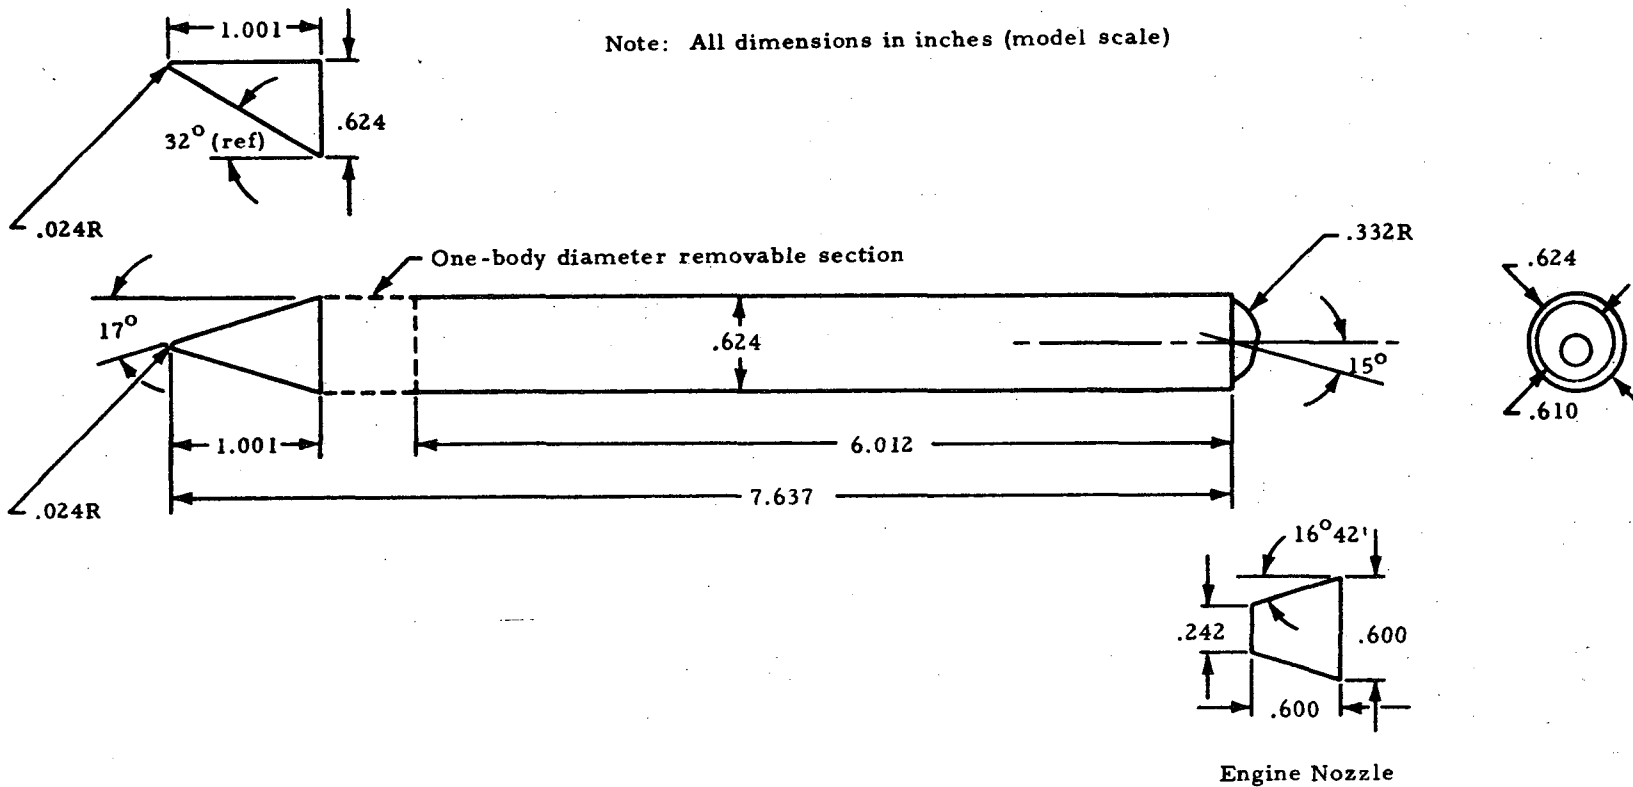 1.001
Note: All dimensions in inches (model scale)
.624
32° (ref)
.024R
.332R
One-body diameter removable section
.624
17°
.624
15°
.610
1.001
6.012
7.637
.024R
16°42'
.242
.600
.600
Engine Nozzle